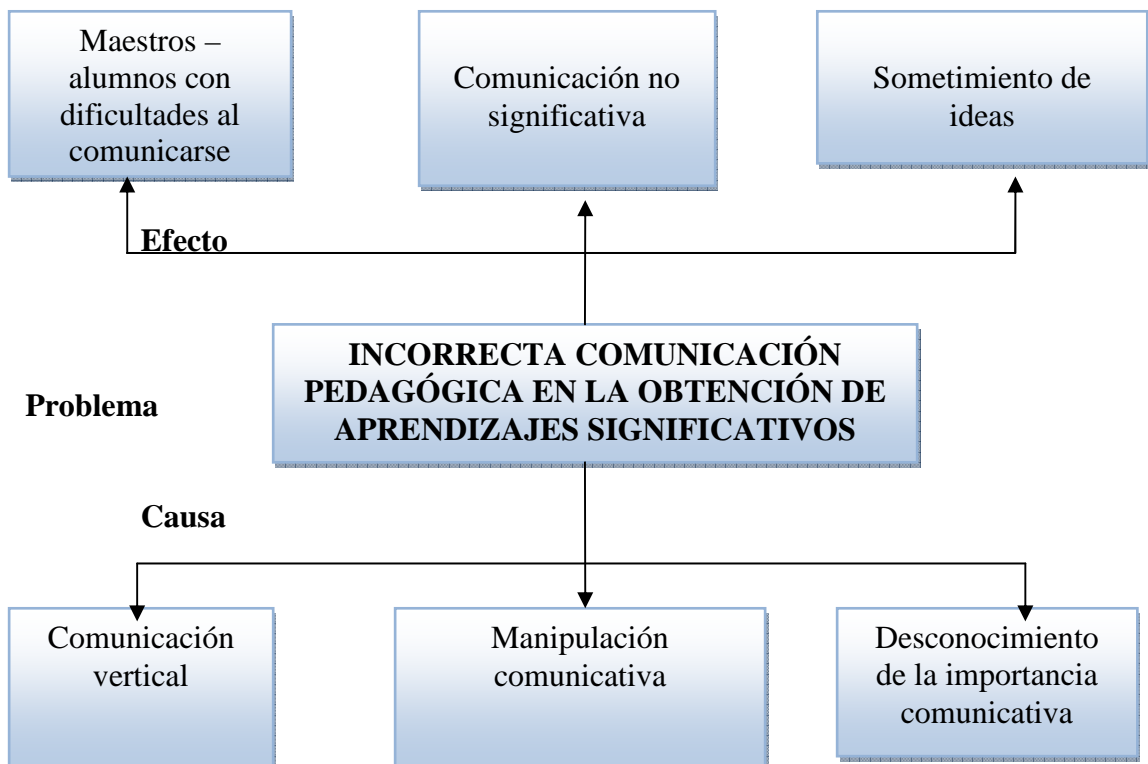 Maestros –
alumnos con
dificultades al
comunicarse
Comunicación no
significativa
Sometimiento de
ideas
Efecto
INCORRECTA COMUNICACIÓN
PEDAGÓGICA EN LA OBTENCIÓN DE
APRENDIZAJES SIGNIFICATIVOS
Problema
Causa
Comunicación
vertical
Manipulación
comunicativa
Desconocimiento
de la importancia
comunicativa